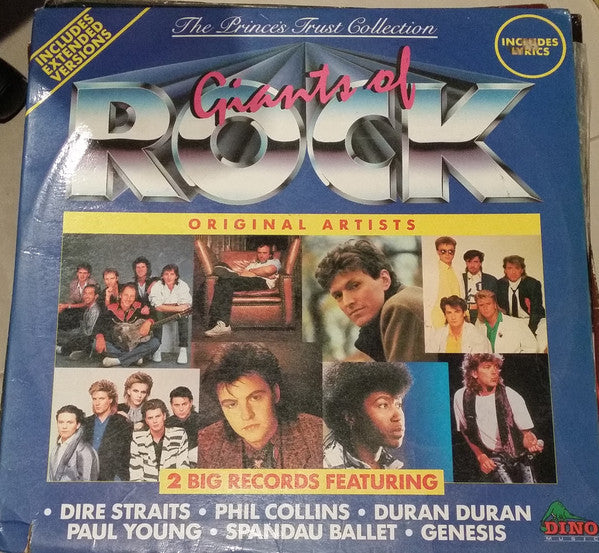 The Prince's Trust Collection
INCLUDES
EXTENDED
VERSIONS
INCLUDES
LYRICS
Giants of
ROCK
ORIGINAL ARTISTS
2 BIG RECORDS FEATURING
• DIRE STRAITS • PHIL COLLINS • DURAN DURAN
PAUL YOUNG • SPANDAU BALLET • GENESIS
DINO
MUSIC